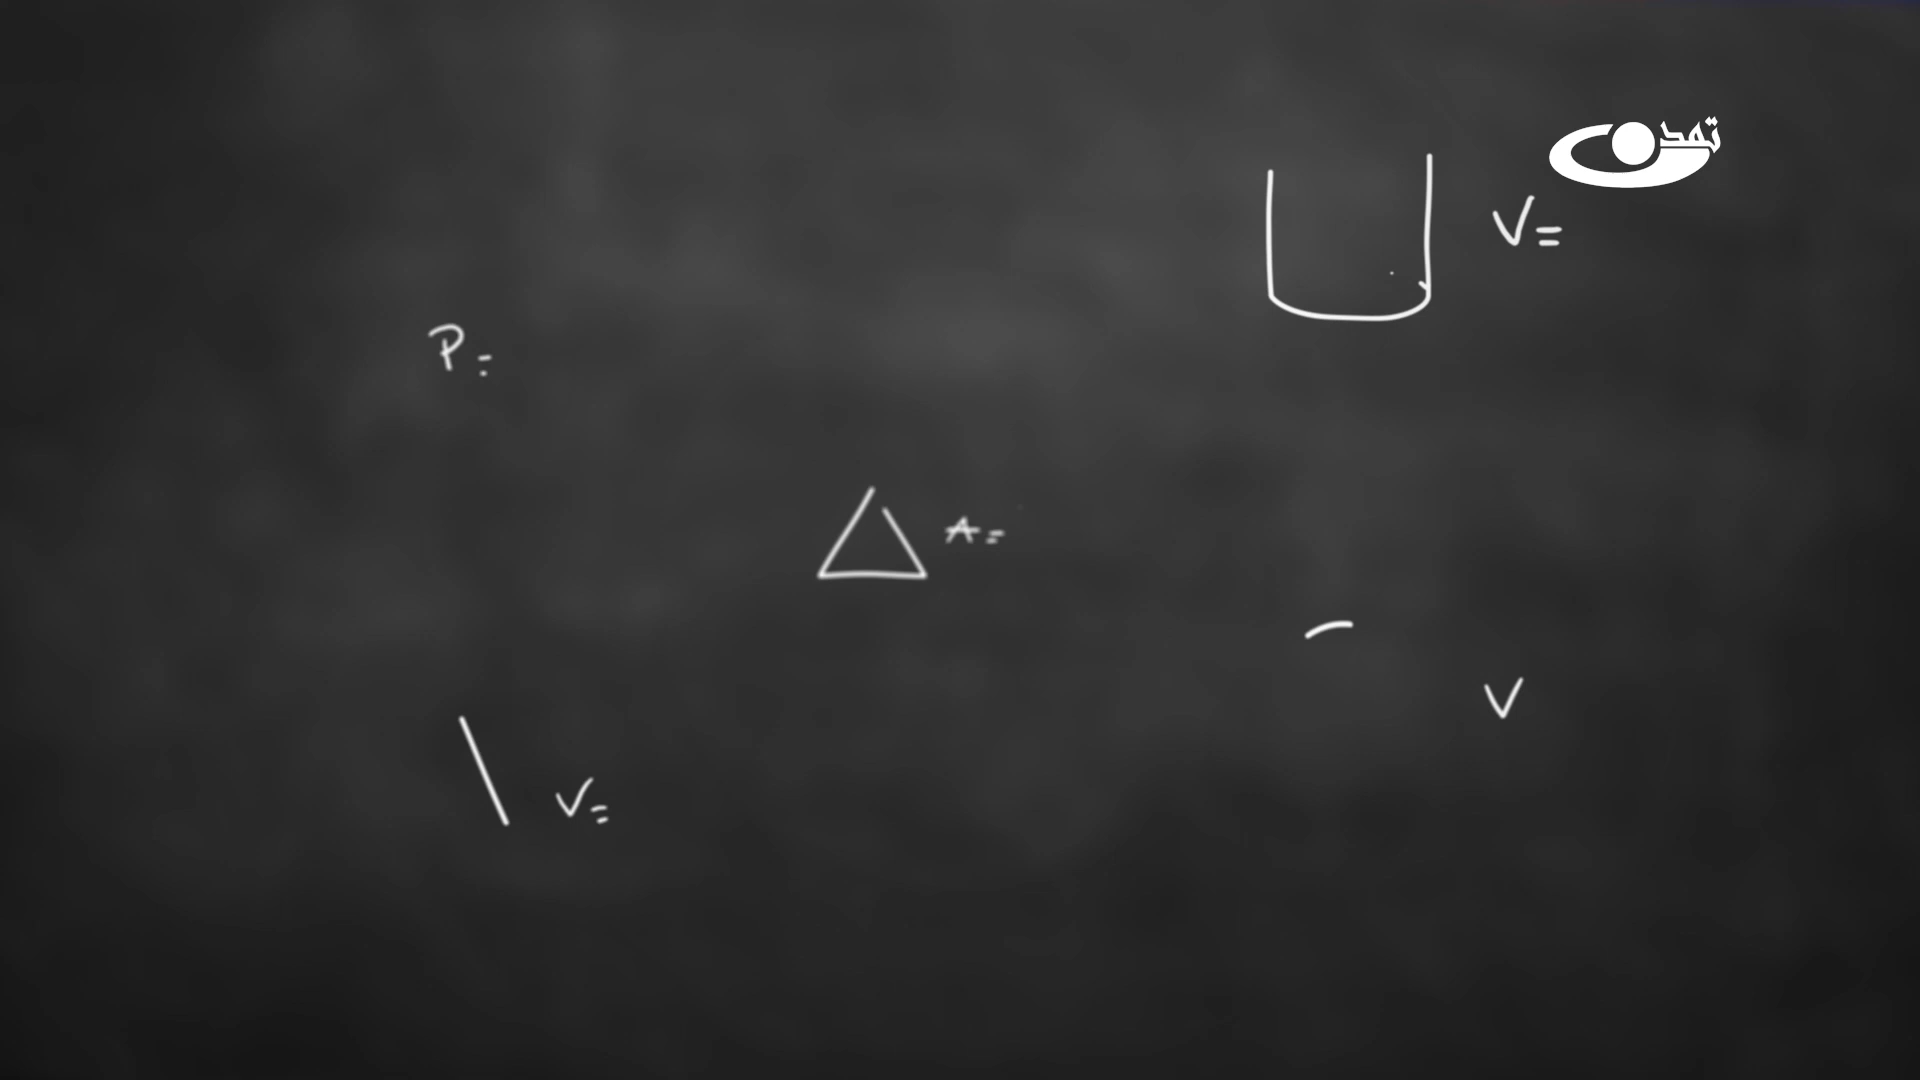 تمدن
V=
P=
A=
V
V=